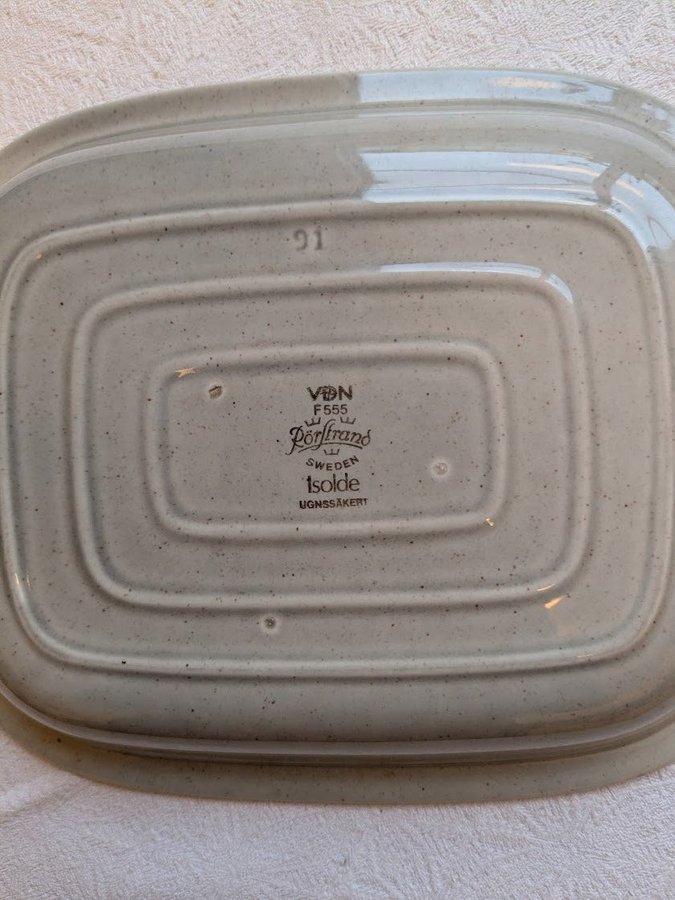 91
VDN
F555
Rörstrand
SWEDEN
Isolde
UGNSSÄKERT